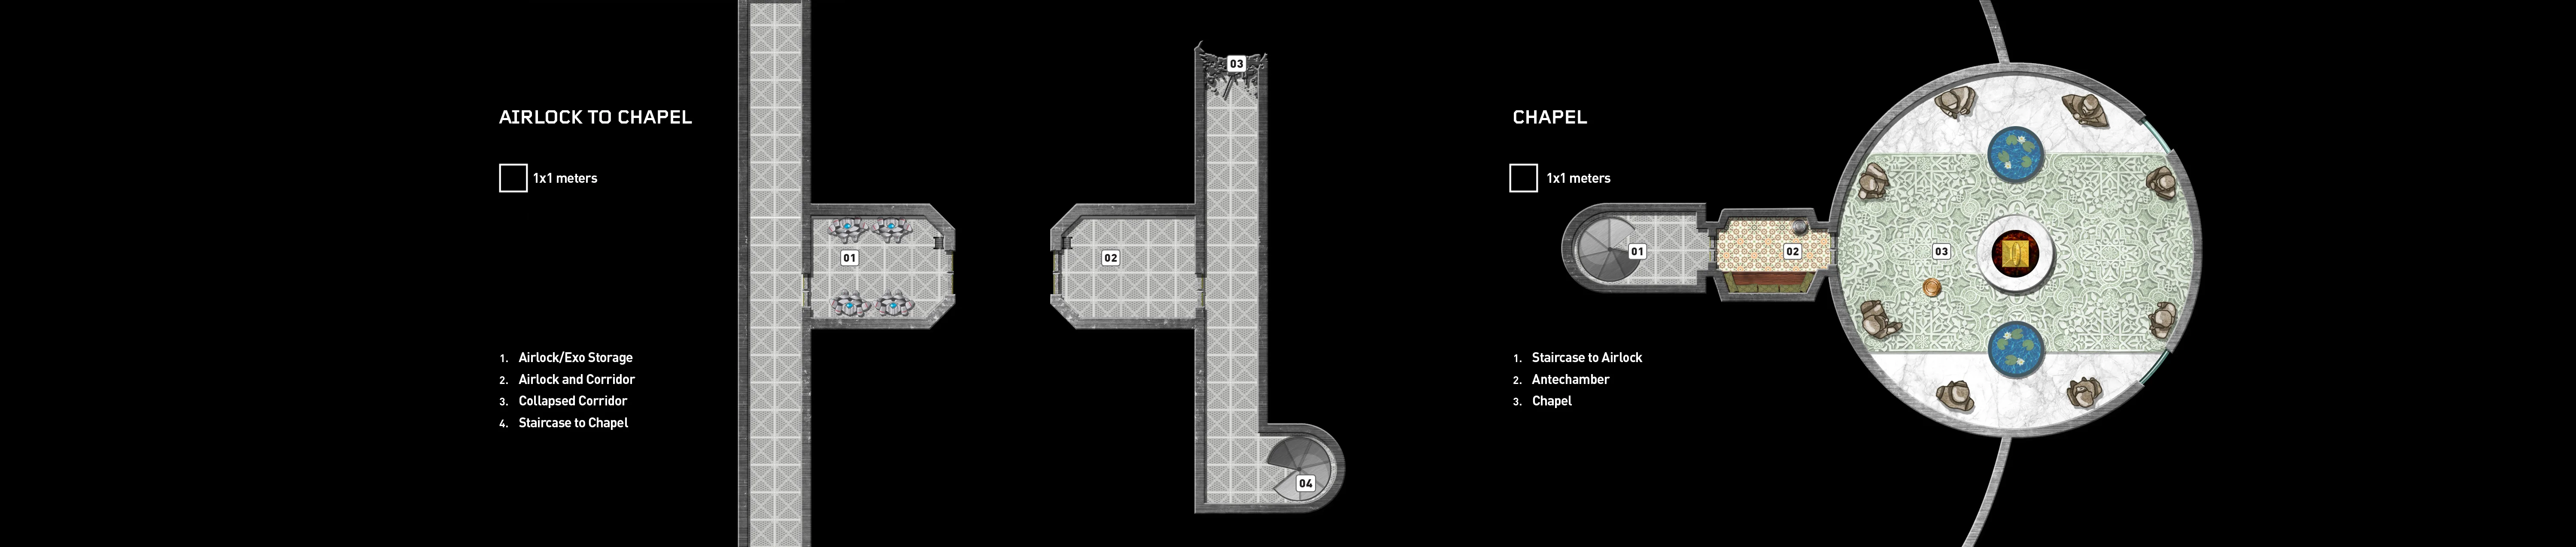 AIRLOCK TO CHAPEL
1x1 meters
1. Airlock/Exo Storage
2. Airlock and Corridor
3. Collapsed Corridor
4. Staircase to Chapel
01
02
03
04
CHAPEL
1x1 meters
1. Staircase to Airlock
2. Antechamber
3. Chapel
01
02
03